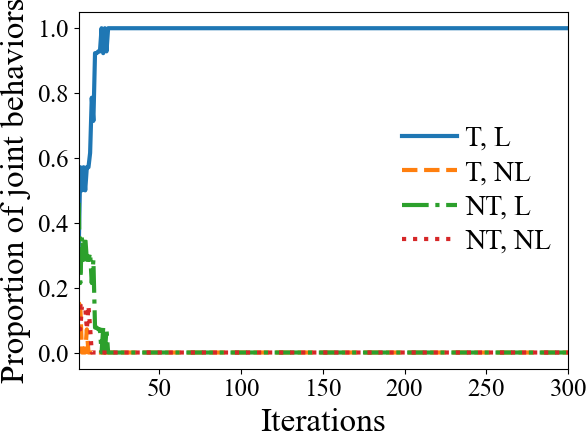 Proportion of joint behaviors
1.0
0.8
0.6
0.4
0.2
0.0
T, L
T, NL
NT, L
NT, NL
50 100 150 200 250 300
Iterations